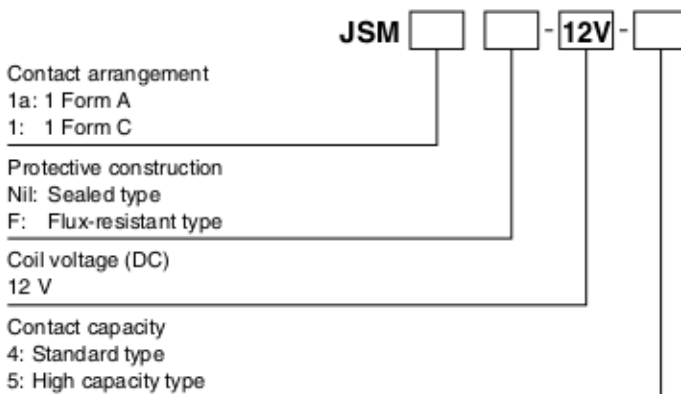 JSM - 12V -
Contact arrangement
1a: 1 Form A
1: 1 Form C
Protective construction
Nil: Sealed type
F: Flux-resistant type
Coil voltage (DC)
12 V
Contact capacity
4: Standard type
5: High capacity type